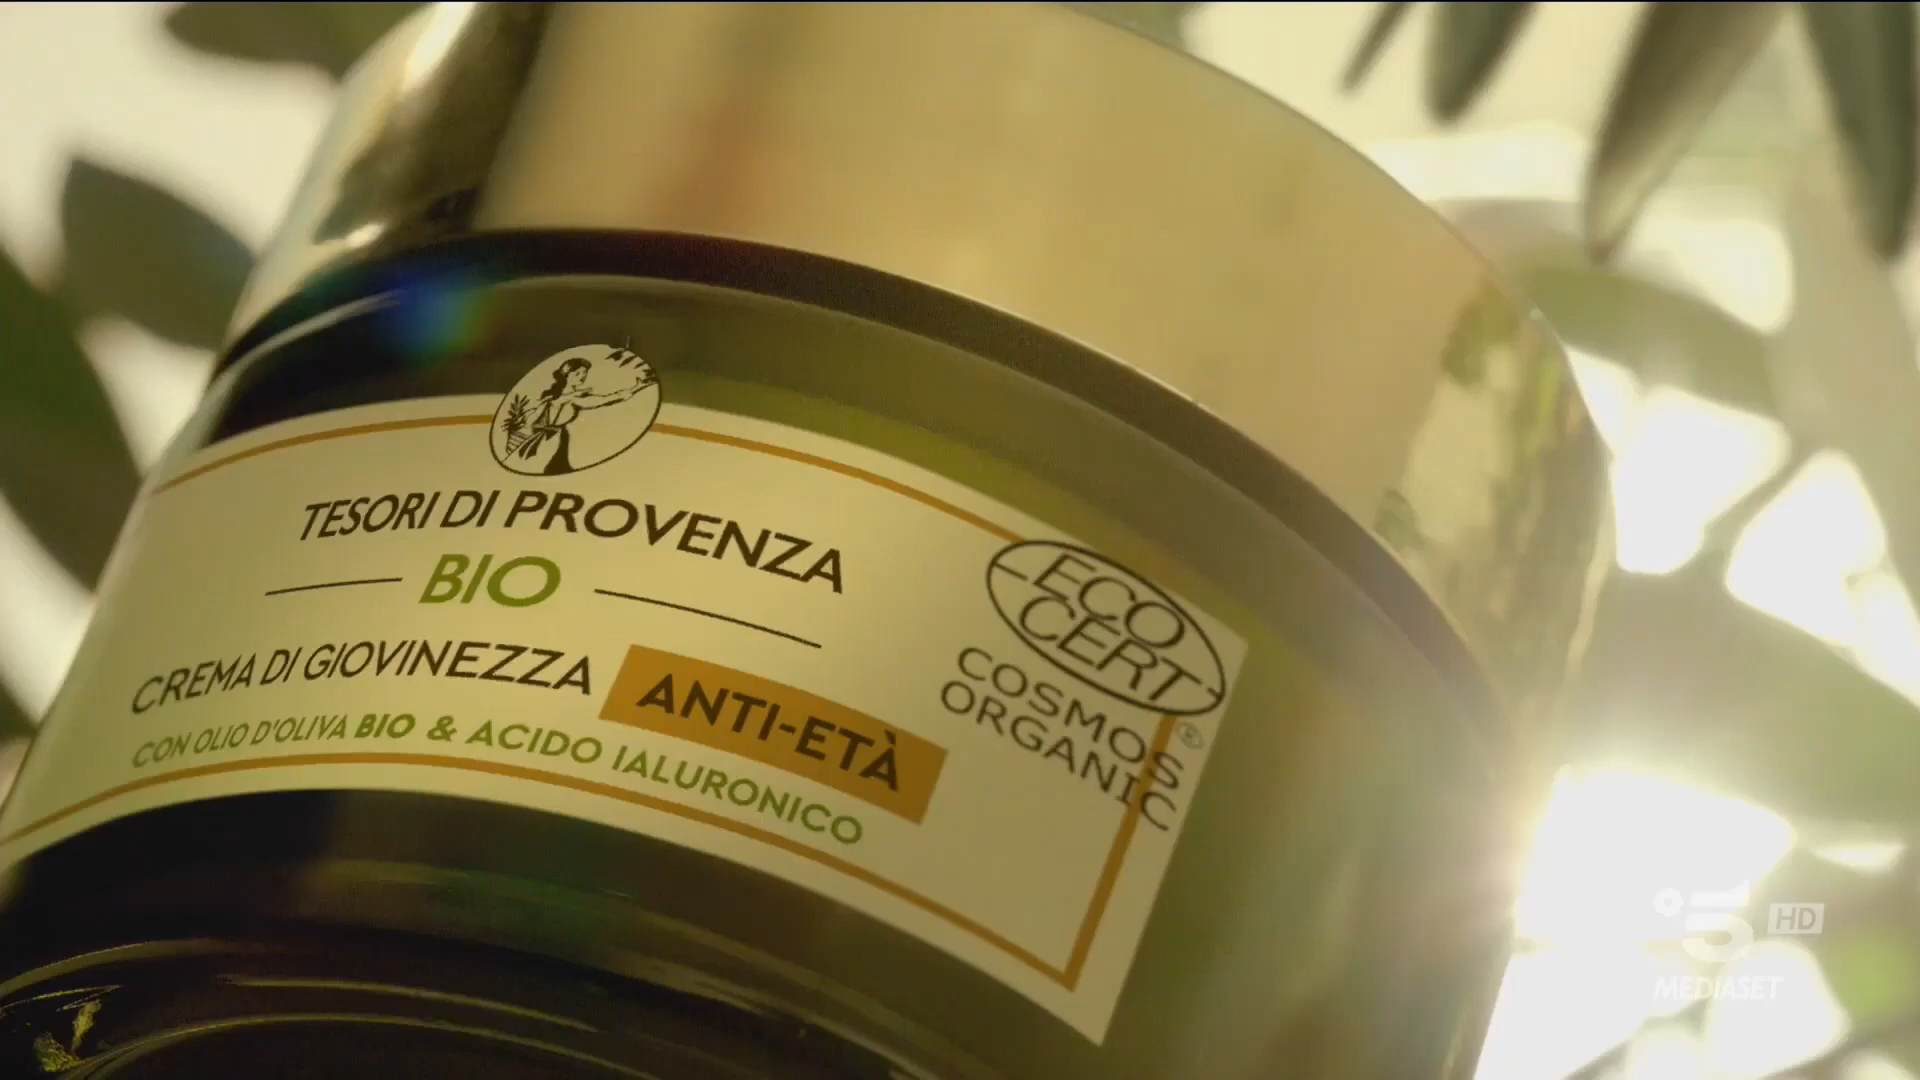 TESORI DI PROVENZA
BIO
CREMA DI GIOVINEZZA ANTI-ETÀ
CON OLIO D'OLIVA BIO & ACIDO IALURONICO
ECO
CERT
®
COSMOS
ORGANIC
5 HD
MEDIASET